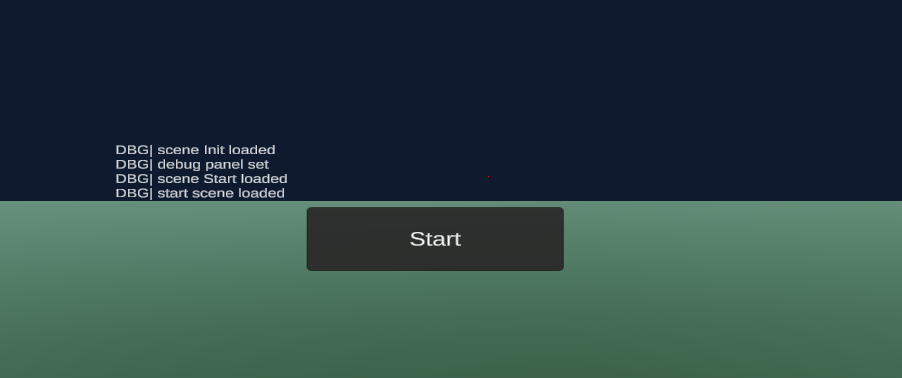 DBG| scene Init loaded
DBG| debug panel set
DBG| scene Start loaded
DBG| start scene loaded
Start